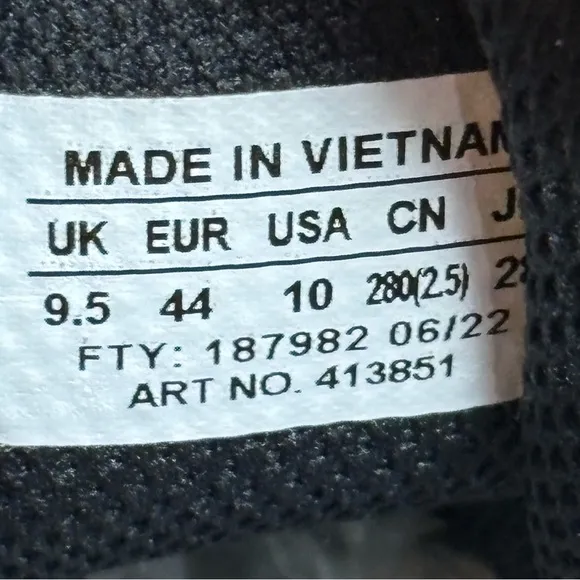 MADE IN VIETNAM
UK EUR USA CN
9.5 44 10 280(2.5)
FTY: 187982 06/22
ART NO. 413851